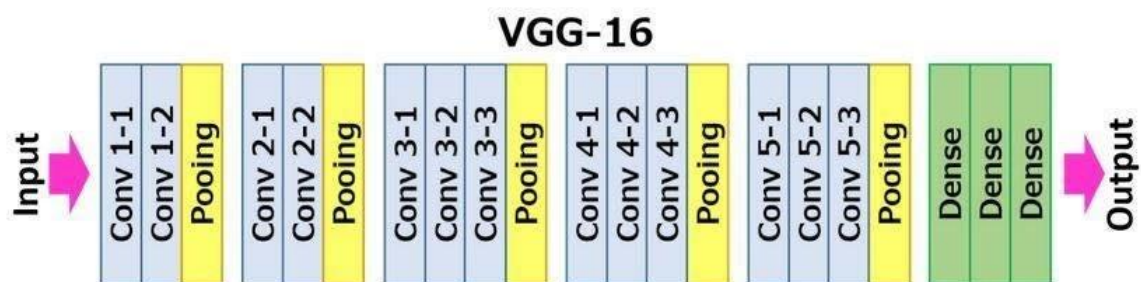 VGG-16
Input
Conv 1-1
Conv 1-2
Pooing
Conv 2-1
Conv 2-2
Pooing
Conv 3-1
Conv 3-2
Conv 3-3
Pooing
Conv 4-1
Conv 4-2
Conv 4-3
Pooing
Conv 5-1
Conv 5-2
Conv 5-3
Pooing
Dense
Dense
Dense
Output